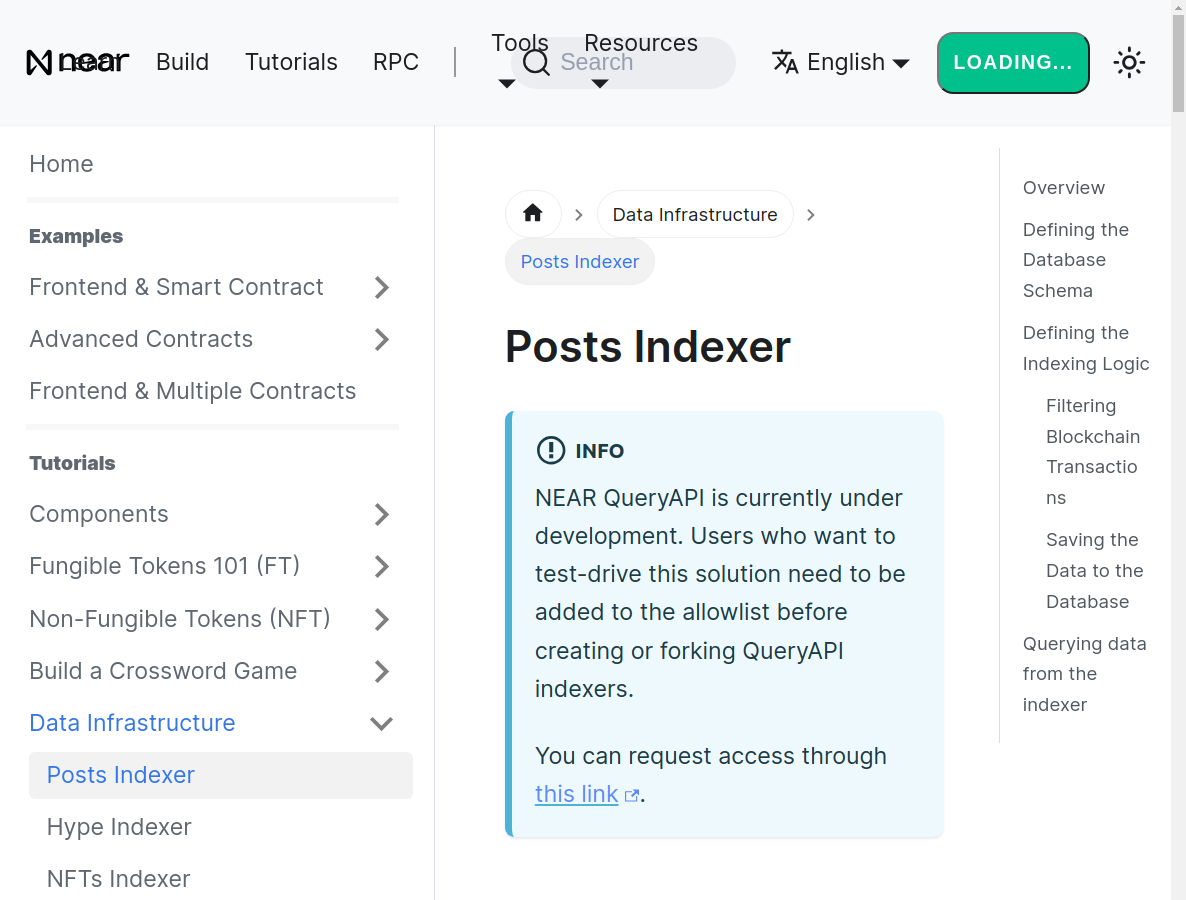 near
Learn
Build
Tutorials
RPC
Tools
Resources
Search
English
LOADING...
Home
Examples
Frontend & Smart Contract
Advanced Contracts
Frontend & Multiple Contracts
Tutorials
Components
Fungible Tokens 101 (FT)
Non-Fungible Tokens (NFT)
Build a Crossword Game
Data Infrastructure
Posts Indexer
Hype Indexer
NFTs Indexer
Data Infrastructure
Posts Indexer
Posts Indexer
INFO
NEAR QueryAPI is currently under
development. Users who want to
test-drive this solution need to be
added to the allowlist before
creating or forking QueryAPI
indexers.
You can request access through
this link.
Overview
Defining the
Database
Schema
Defining the
Indexing Logic
Filtering
Blockchain
Transactio
ns
Saving the
Data to the
Database
Querying data
from the
indexer